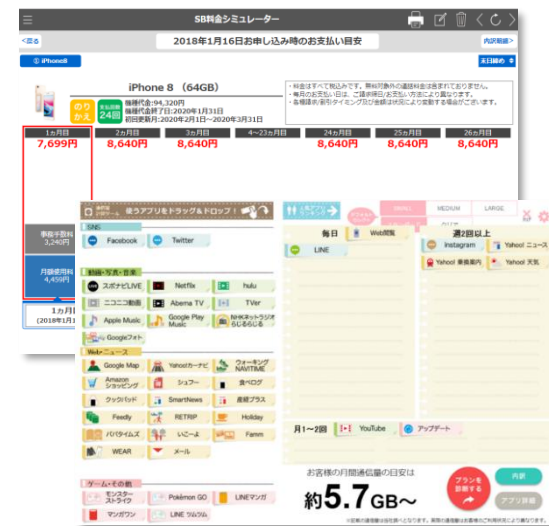 SB料金シミュレーター
<戻る
2018年1月16日お申し込み時のお支払い目安
内訳明細>
① iPhone8
末日締め
iPhone 8 （64GB）
のりかえ
支払回数
24回
機種代金:94,320円
機種代金終了日:2020年1月31日
初回更新月:2020年2月1日~2020年3月31日
・料金はすべて税込みです。無料対象外の通話料金は含まれておりません。
・毎月のお支払い日は、ご請求締日/お支払い方法により異なります。
・各種請求/割引タイミング及び金額は状況により変動する場合がございます。
1ヵ月目 2ヵ月目 3ヵ月目 4~23ヵ月目 24ヵ月目 25ヵ月目 26ヵ月目
7,699円 8,640円 8,640円 8,640円 8,640円 8,640円
事務手数料
3,240円
月額使用料
4,459円
1ヵ月目
(2018年1月
使うアプリをドラッグ&ドロップ!
SMALL MEDIUM LARGE
SNS
Facebook Twitter
動画・写真・音楽
スポナビLIVE Netflix hulu
ニコニコ動画 Abema TV TVer
Apple Music Google Play Music NHKネットラジオ らじるらじる
Googleフォト
Web・ニュース
Google Map Yahoo!カーナビ ウォーキングNAVITIME
Amazon ショッピング シュフー 食べログ
クックパッド SmartNews 産経プラス
Feedly RETRIP Holiday
パパタイムズ いこーよ Famm
WEAR メール
ゲーム・その他
モンスターストライク Pokémon GO LINEマンガ
マンガワン LINE ツムツム
毎日 Web閲覧
LINE
週2回以上
instagram Yahoo! ニュース
Yahoo! 乗換案内 Yahoo! 天気
月1~2回 YouTube アップデート
お客様の月間通信量の目安は
約5.7GB~
プランを診断する
内訳
アプリ詳細